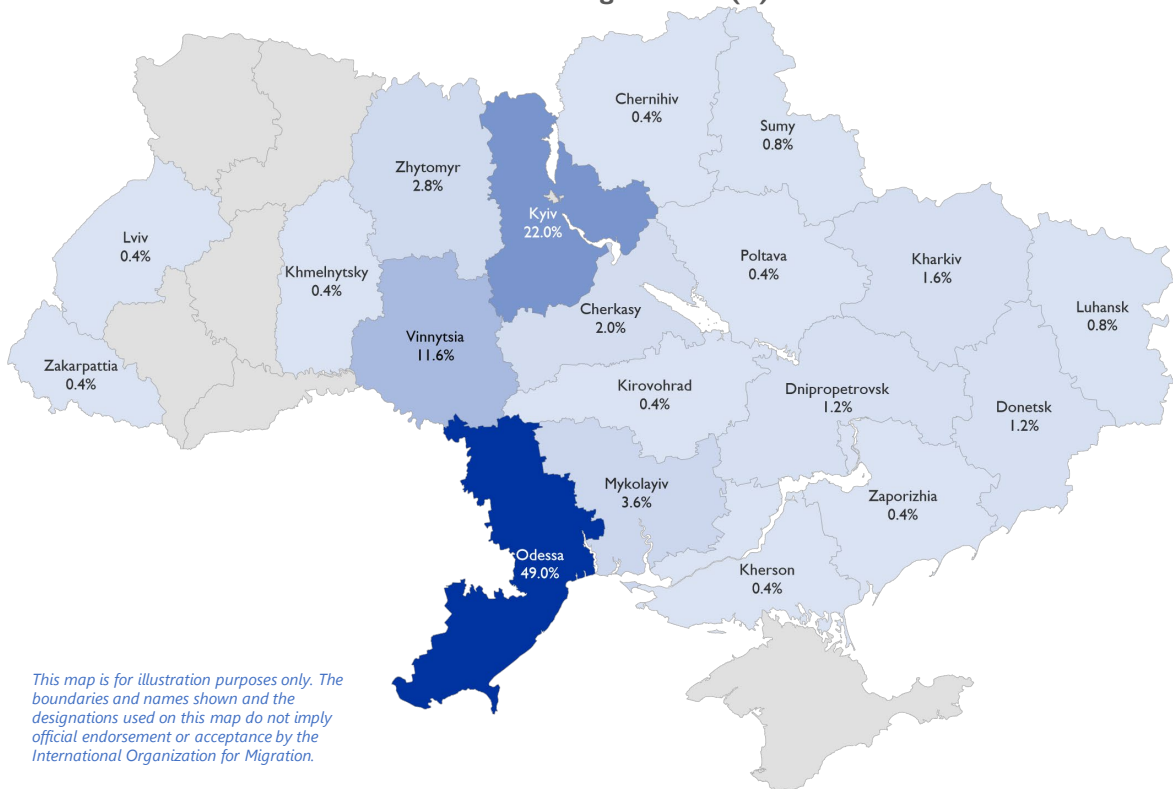 Chernihiv
0.4%
Sumy
0.8%
Zhytomyr
2.8%
Kyiv
22.0%
Lviv
0.4%
Khmelnytsky
0.4%
Poltava
0.4%
Kharkiv
1.6%
Luhansk
0.8%
Cherkasy
2.0%
Vinnytsia
11.6%
Zakarpattia
0.4%
Kirovohrad
0.4%
Dnipropetrovsk
1.2%
Donetsk
1.2%
Mykolayiv
3.6%
Zaporizhia
0.4%
Odessa
49.0%
Kherson
0.4%
This map is for illustration purposes only. The
boundaries and names shown and the
designations used on this map do not imply
official endorsement or acceptance by the
International Organization for Migration.